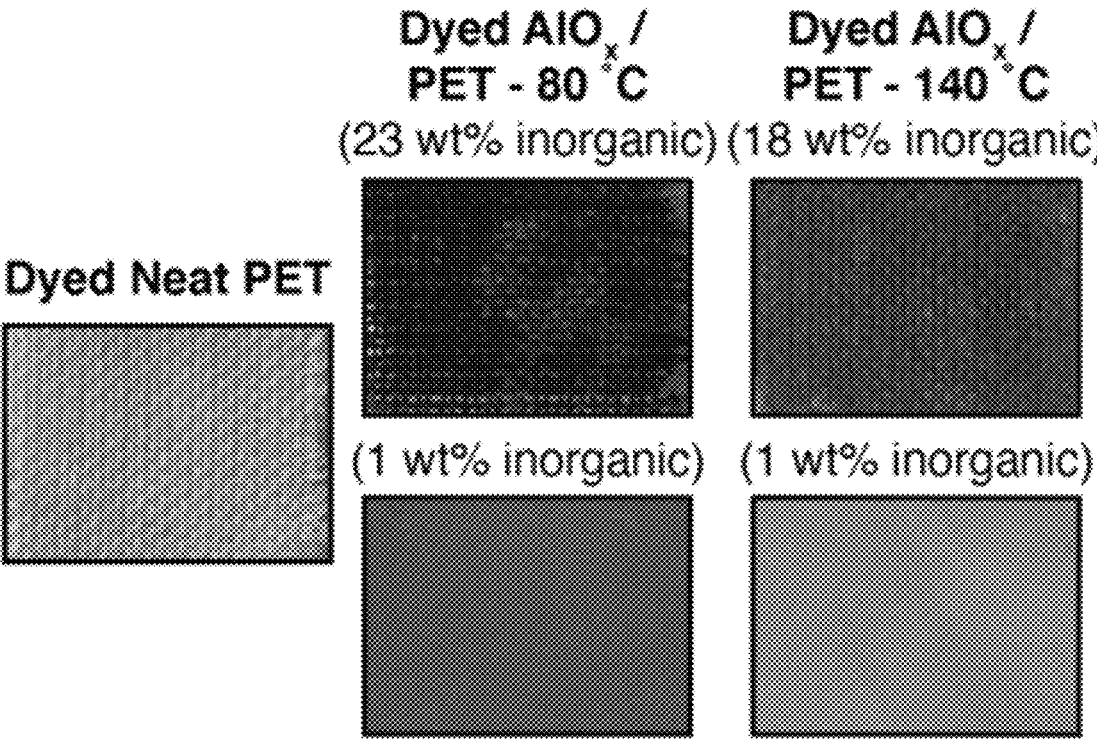 Dyed AlOₓ /
PET - 80 °C
(23 wt% inorganic)
Dyed AlOₓ /
PET - 140 °C
(18 wt% inorganic)
Dyed Neat PET
(1 wt% inorganic)
(1 wt% inorganic)